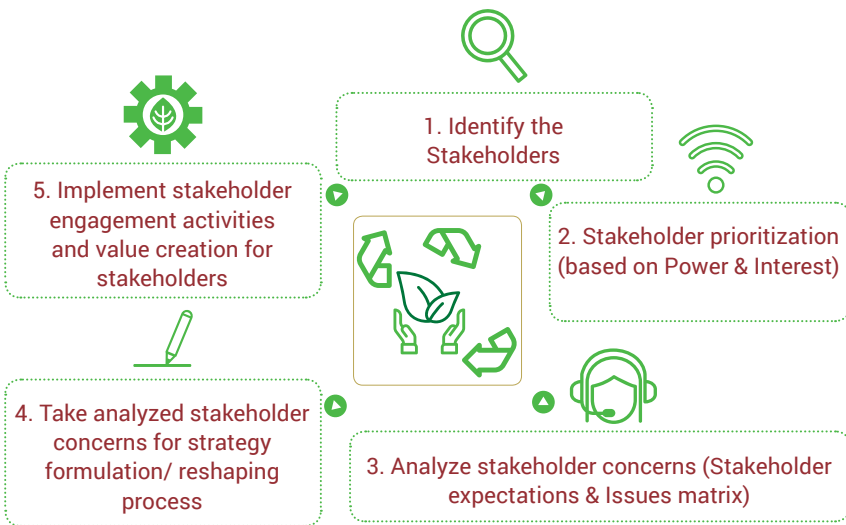 1. Identify the
Stakeholders
2. Stakeholder prioritization
(based on Power & Interest)
3. Analyze stakeholder concerns (Stakeholder
expectations & Issues matrix)
4. Take analyzed stakeholder
concerns for strategy
formulation/ reshaping
process
5. Implement stakeholder
engagement activities
and value creation for
stakeholders